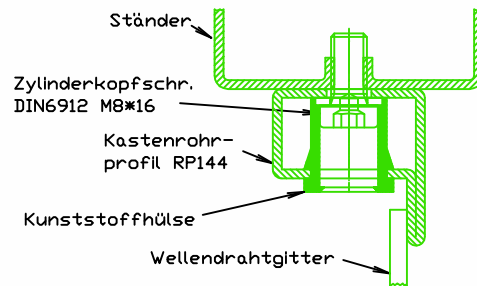 Ständer
Zylinderkopfschr.
DIN6912 M8*16
Kastenrohr-
profil RP144
Kunststoffhülse
Wellendrahtgitter